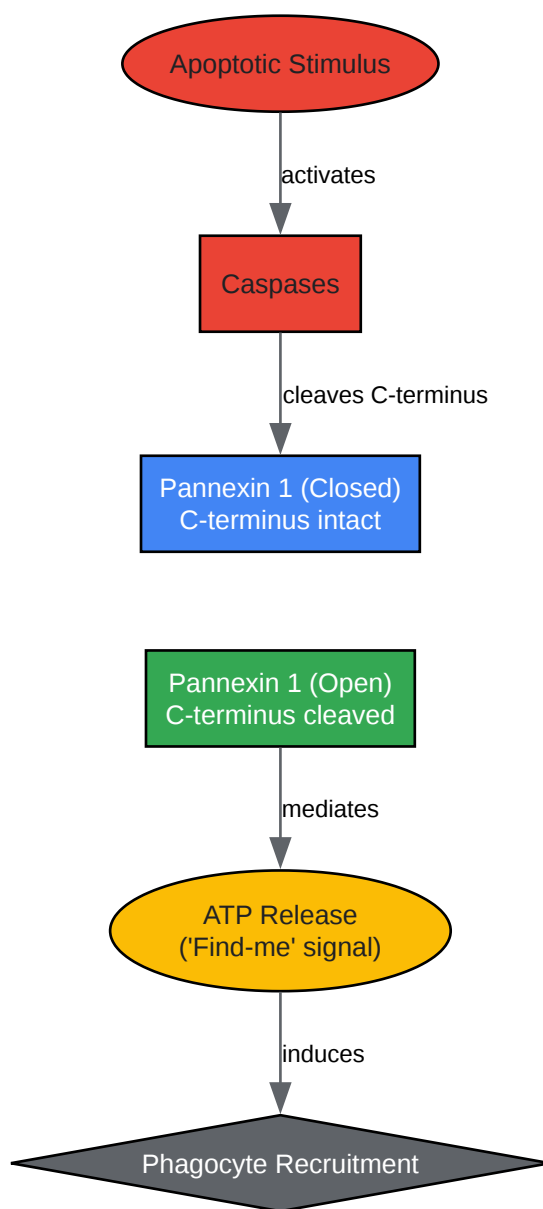 Apoptotic Stimulus
activates
Caspases
cleaves C-terminus
Pannexin 1 (Closed)
C-terminus intact
Pannexin 1 (Open)
C-terminus cleaved
mediates
ATP Release
('Find-me' signal)
induces
Phagocyte Recruitment